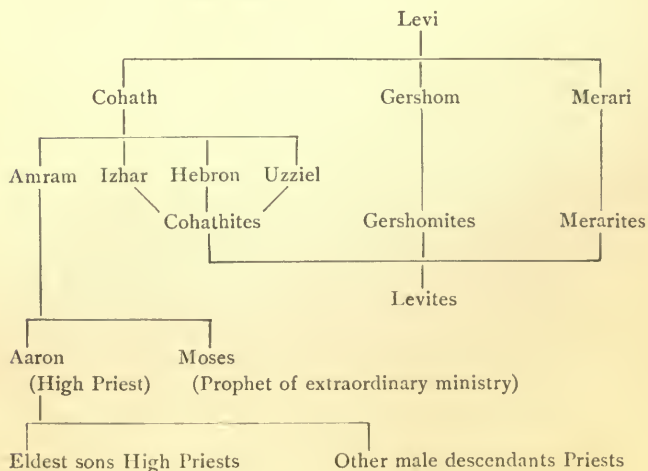 Levi
Cohath Gershom Merari
Amram Izhar Hebron Uzziel
Cohathites Gershomites Merarites
Levites
Aaron Moses
(High Priest) (Prophet of extraordinary ministry)
Eldest sons High Priests Other male descendants Priests